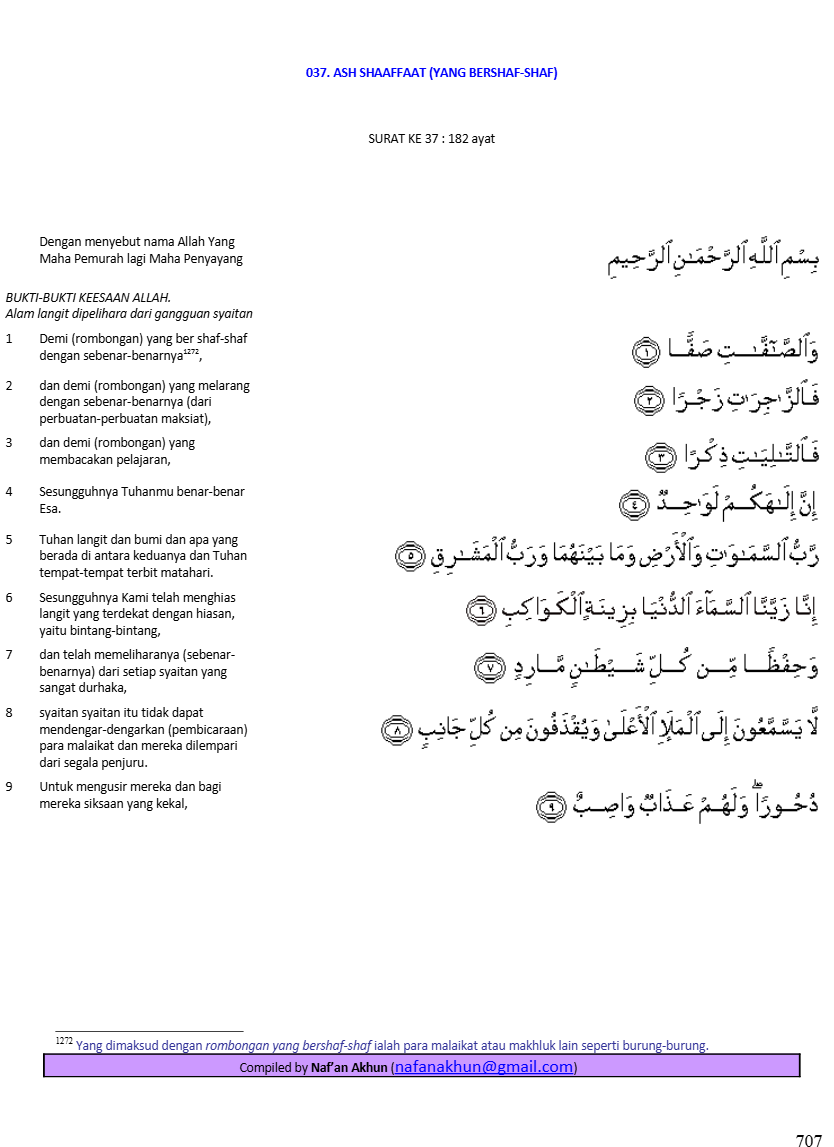 037. ASH SHAAFFAAT (YANG BERSHAF-SHAF)
SURAT KE 37 : 182 ayat
Dengan menyebut nama Allah Yang
Maha Pemurah lagi Maha Penyayang
بِسْمِ ٱللَّهِ ٱلرَّحْمَـٰنِ ٱلرَّحِيمِ
BUKTI-BUKTI KEESAAN ALLAH.
Alam langit dipelihara dari gangguan syaitan
1 Demi (rombongan) yang ber shaf-shaf
dengan sebenar-benarnya¹²⁷²,
وَٱلصَّـٰٓفَّـٰتِ صَفًّا ١
2 dan demi (rombongan) yang melarang
dengan sebenar-benarnya (dari
perbuatan-perbuatan maksiat),
فَٱلزَّٰجِرَٰتِ زَجْرًا ٢
3 dan demi (rombongan) yang
membacakan pelajaran,
فَٱلتَّـٰلِيَـٰتِ ذِكْرًا ٣
4 Sesungguhnya Tuhanmu benar-benar
Esa.
إِنَّ إِلَـٰهَكُمْ لَوَٰحِدٌ ٤
5 Tuhan langit dan bumi dan apa yang
berada di antara keduanya dan Tuhan
tempat-tempat terbit matahari.
رَّبُّ ٱلسَّمَـٰوَٰتِ وَٱلْأَرْضِ وَمَا بَيْنَهُمَا وَرَبُّ ٱلْمَشَـٰرِقِ ٥
6 Sesungguhnya Kami telah menghias
langit yang terdekat dengan hiasan,
yaitu bintang-bintang,
إِنَّا زَيَّنَّا ٱلسَّمَآءَ ٱلدُّنْيَا بِزِينَةٍ ٱلْكَوَاكِبِ ٦
7 dan telah memeliharanya (sebenar-
benarnya) dari setiap syaitan yang
sangat durhaka,
وَحِفْظًا مِّن كُلِّ شَيْطَـٰنٍ مَّارِدٍ ٧
8 syaitan syaitan itu tidak dapat
mendengar-dengarkan (pembicaraan)
para malaikat dan mereka dilempari
dari segala penjuru.
لَّا يَسَّمَّعُونَ إِلَى ٱلْمَلَإِ ٱلْأَعْلَىٰ وَيُقْذَفُونَ مِن كُلِّ جَانِبٍ ٨
9 Untuk mengusir mereka dan bagi
mereka siksaan yang kekal,
دُحُورًا ۖ وَلَهُمْ عَذَابٌ وَاصِبٌ ٩
¹²⁷² Yang dimaksud dengan rombongan yang bershaf-shaf ialah para malaikat atau makhluk lain seperti burung-burung.
Compiled by Naf’an Akhun (nafanakhun@gmail.com)
707